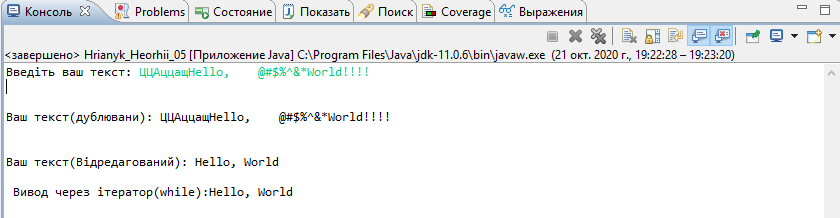 Консоль Problems Состояние Показать Поиск Coverage Выражения
<завершено> Hrianyk_Heorhii_05 [Приложение Java] C:\Program Files\Java\jdk-11.0.6\bin\javaw.exe (21 окт. 2020 г., 19:22:28 – 19:23:20)
Введіть ваш текст: ЦЦАццащHello,    @#$%^&*World!!!!
Ваш текст(дублювани): ЦЦАццащHello,    @#$%^&*World!!!!
Ваш текст(Відредагований): Hello, World
Вивод через ітератор(while):Hello, World